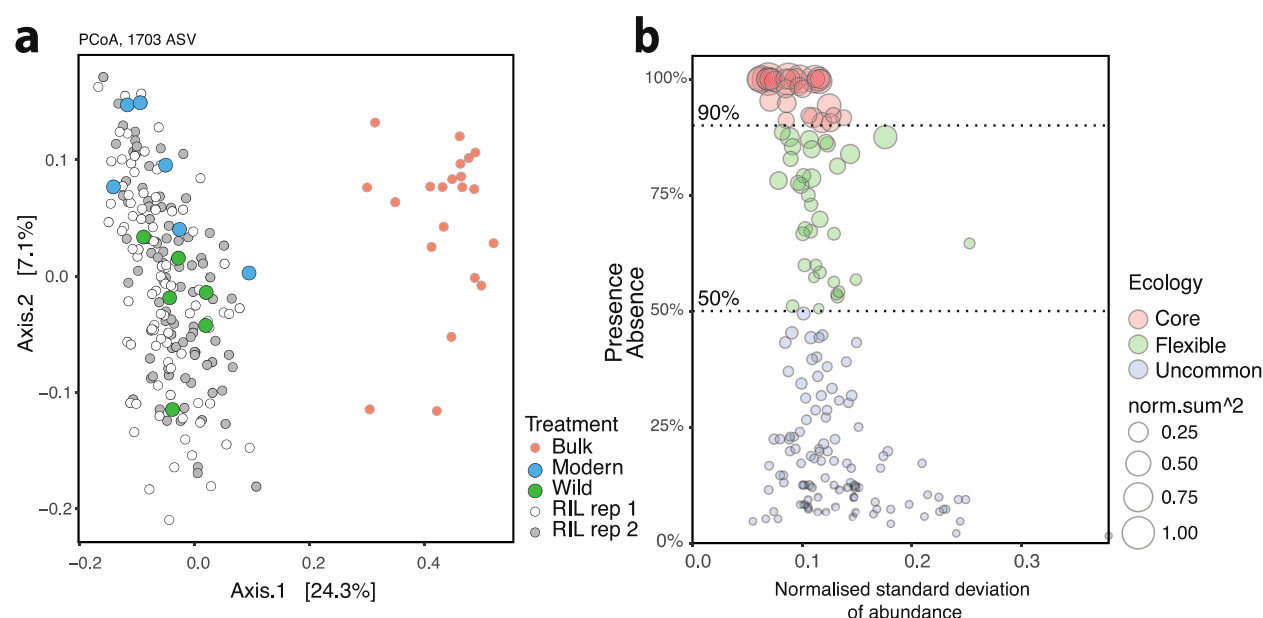 a
PCoA, 1703 ASV
0.1
0.0
−0.1
−0.2
Axis.2 [7.1%]
−0.2
0.0
0.2
0.4
Axis.1 [24.3%]
Treatment
Bulk
Modern
Wild
RIL rep 1
RIL rep 2
b
100%
90%
75%
50%
50%
25%
0%
Presence
Absence
0.0
0.1
0.2
0.3
Normalised standard deviation
of abundance
Ecology
Core
Flexible
Uncommon
norm.sum^2
0.25
0.50
0.75
1.00